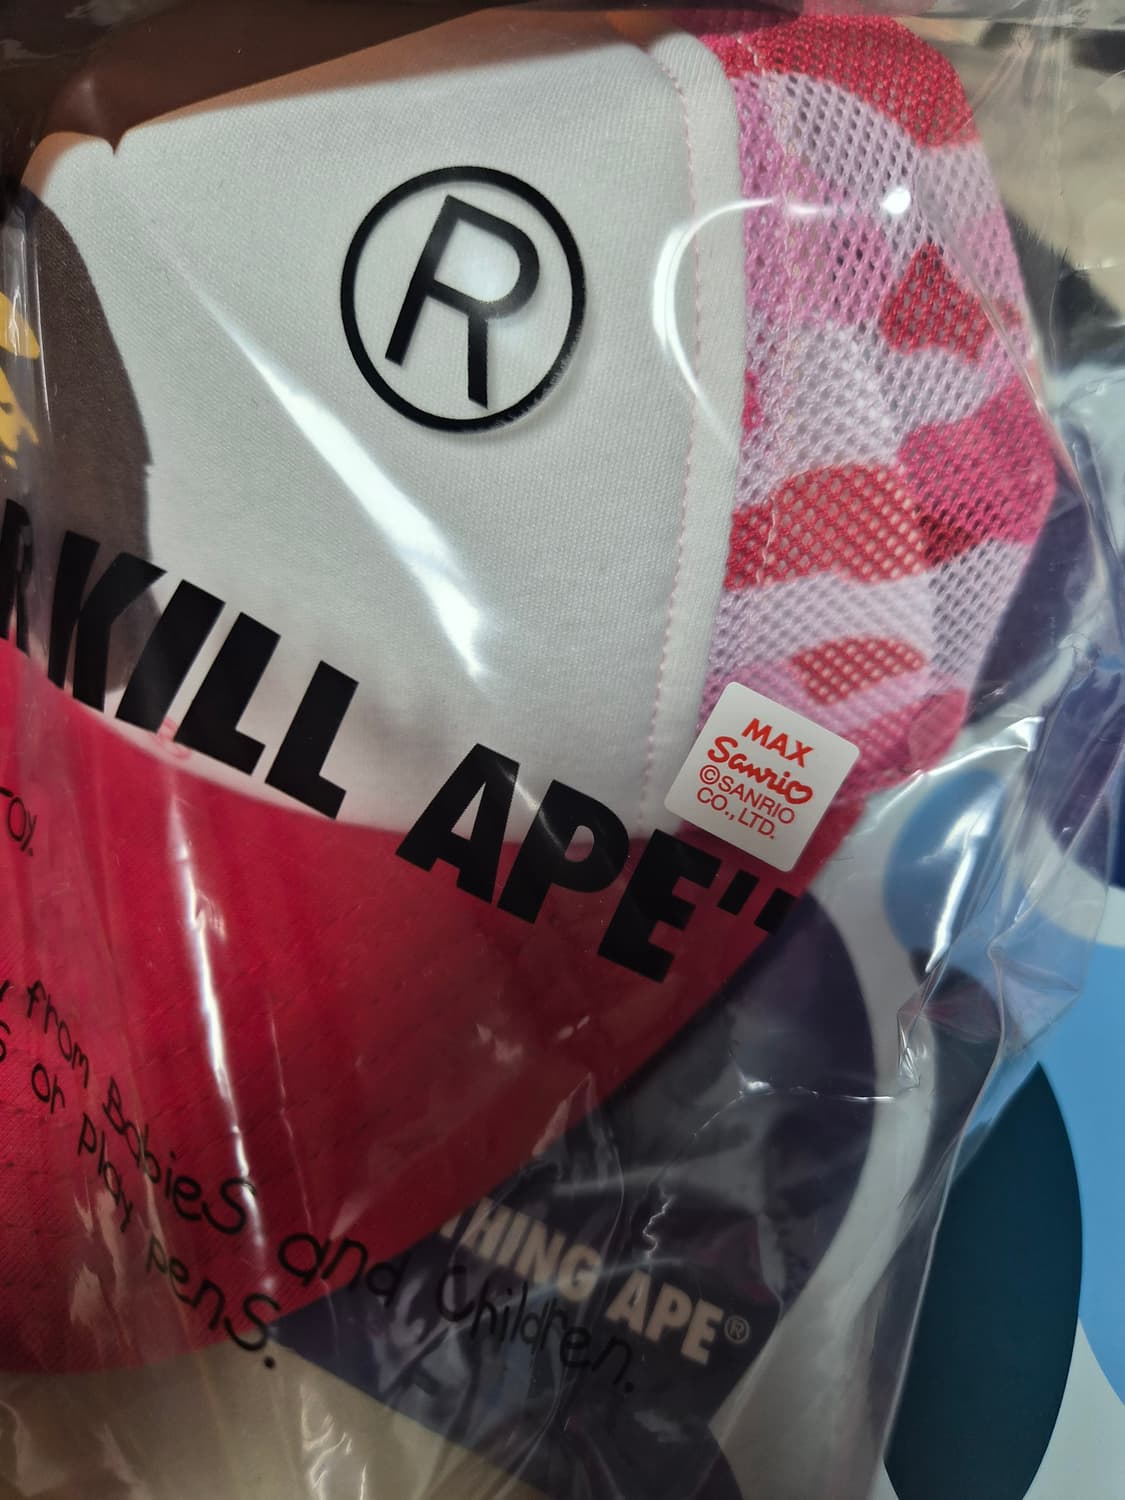 ®
RKILL APE"
MAX
Sanrio
©SANRIO
CO., LTD.
from Babies and Children.
or play pens.
THING APE®